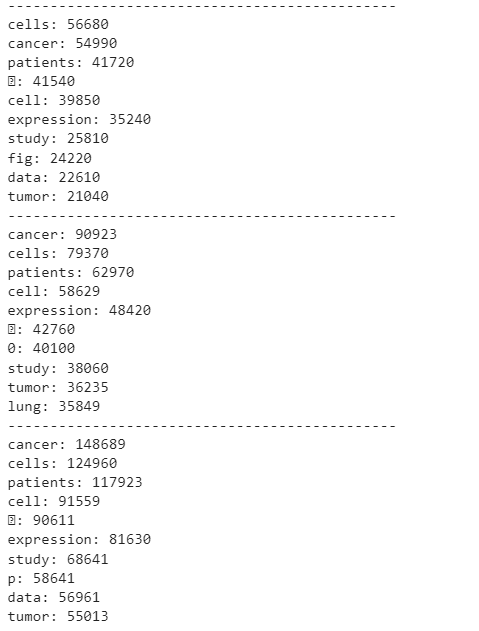 ----------------------------------------------
cells: 56680
cancer: 54990
patients: 41720
⍰: 41540
cell: 39850
expression: 35240
study: 25810
fig: 24220
data: 22610
tumor: 21040
----------------------------------------------
cancer: 90923
cells: 79370
patients: 62970
cell: 58629
expression: 48420
⍰: 42760
0: 40100
study: 38060
tumor: 36235
lung: 35849
----------------------------------------------
cancer: 148689
cells: 124960
patients: 117923
cell: 91559
⍰: 90611
expression: 81630
study: 68641
p: 58641
data: 56961
tumor: 55013